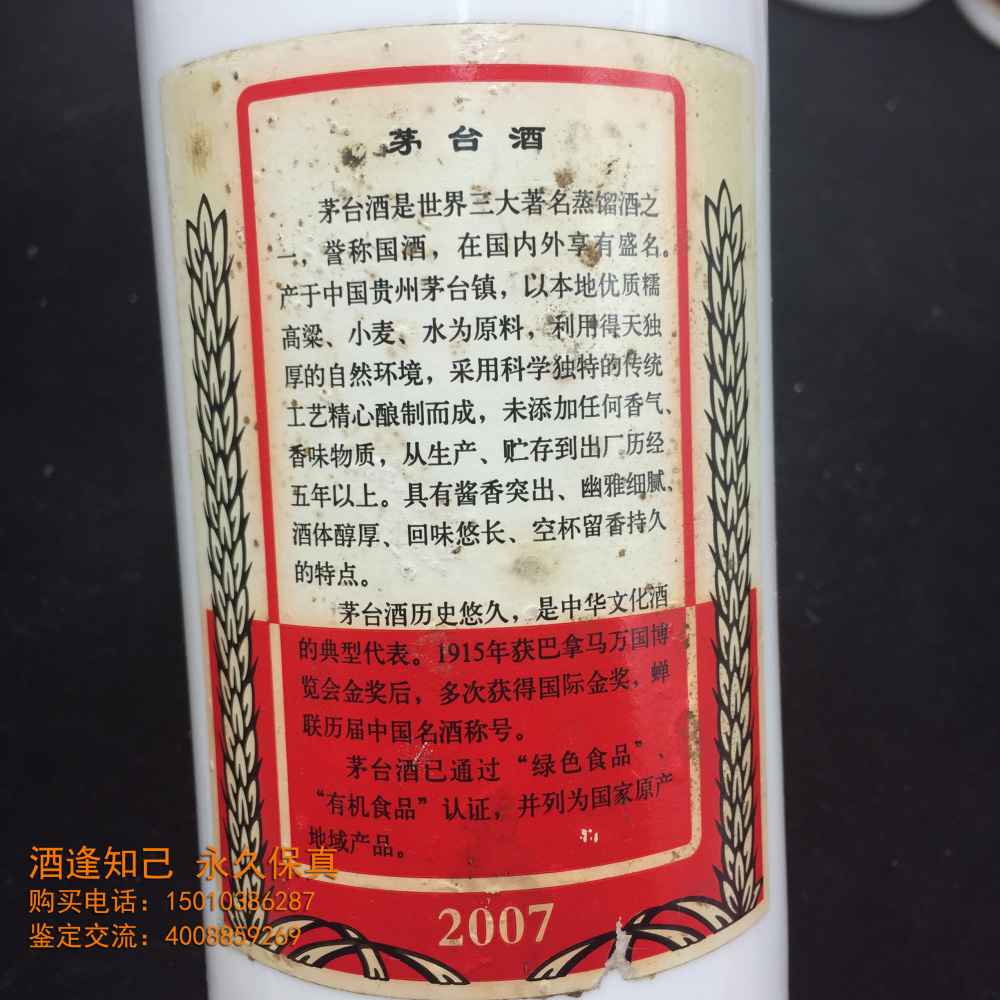 茅台酒
茅台酒是世界三大著名蒸馏酒之
一，誉称国酒，在国内外享有盛名。
产于中国贵州茅台镇，以本地优质糯
高粱、小麦、水为原料，利用得天独
厚的自然环境，采用科学独特的传统
工艺精心酿制而成，未添加任何香气、
香味物质，从生产、贮存到出厂历经
五年以上。具有酱香突出、幽雅细腻、
酒体醇厚、回味悠长、空杯留香持久
的特点。
茅台酒历史悠久，是中华文化酒
的典型代表。1915年获巴拿马万国博
览会金奖后，多次获得国际金奖，蝉
联历届中国名酒称号。
茅台酒已通过“绿色食品”、
“有机食品”认证，并列为国家原产
地域产品。
2007
酒逢知己 永久保真
购买电话：15010386287
鉴定交流：4008859269